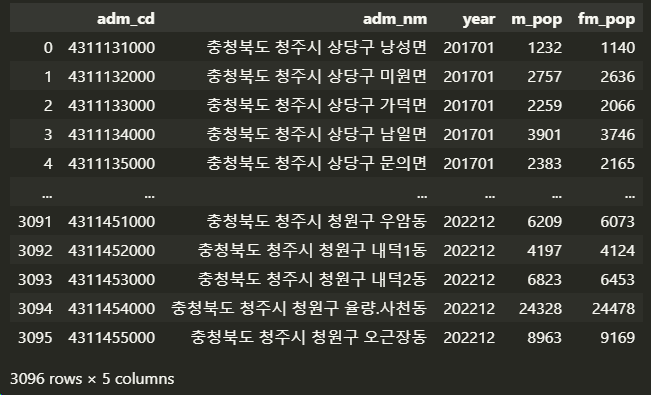 adm_cd adm_nm year m_pop fm_pop
0 4311131000 충청북도 청주시 상당구 낭성면 201701 1232 1140
1 4311132000 충청북도 청주시 상당구 미원면 201701 2757 2636
2 4311133000 충청북도 청주시 상당구 가덕면 201701 2259 2066
3 4311134000 충청북도 청주시 상당구 남일면 201701 3901 3746
4 4311135000 충청북도 청주시 상당구 문의면 201701 2383 2165
... ... ... ... ... ...
3091 4311451000 충청북도 청주시 청원구 우암동 202212 6209 6073
3092 4311452000 충청북도 청주시 청원구 내덕1동 202212 4197 4124
3093 4311453000 충청북도 청주시 청원구 내덕2동 202212 6823 6453
3094 4311454000 충청북도 청주시 청원구 율량.사천동 202212 24328 24478
3095 4311455000 충청북도 청주시 청원구 오근장동 202212 8963 9169
3096 rows × 5 columns